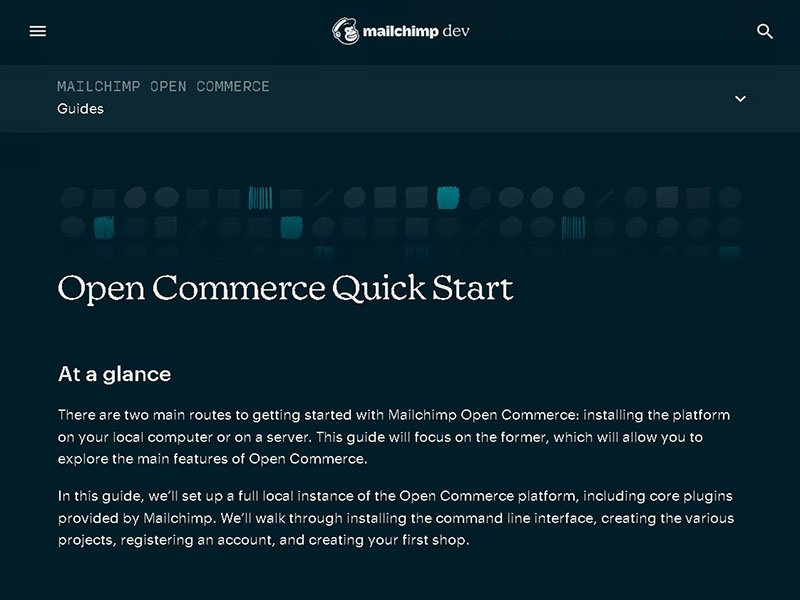 mailchimp dev
MAILCHIMP OPEN COMMERCE
Guides
Open Commerce Quick Start
At a glance
There are two main routes to getting started with Mailchimp Open Commerce: installing the platform
on your local computer or on a server. This guide will focus on the former, which will allow you to
explore the main features of Open Commerce.
In this guide, we’ll set up a full local instance of the Open Commerce platform, including core plugins
provided by Mailchimp. We’ll walk through installing the command line interface, creating the various
projects, registering an account, and creating your first shop.